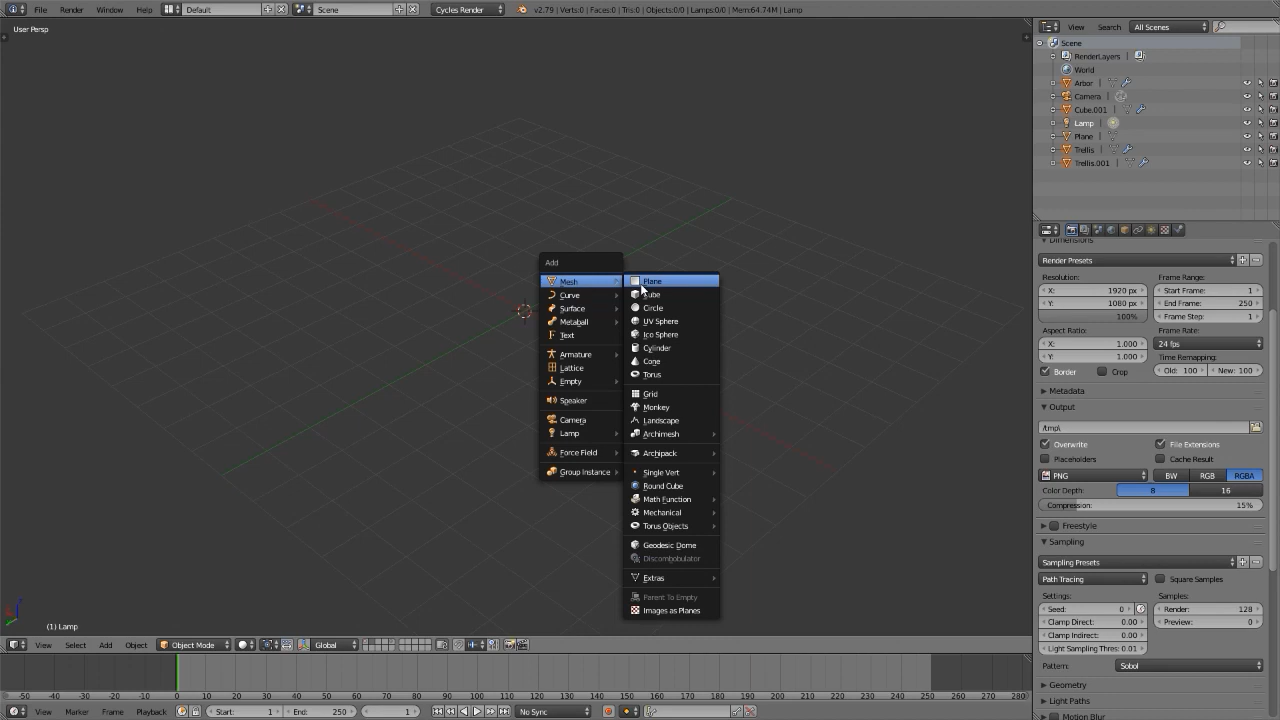 File Render Window Help Default Scene Cycles Render v2.79 | Verts:0 | Faces:0 | Tris:0 | Objects:0/0 | Lamps:0/0 | Mem:64.74M | Lamp
User Persp
View Search All Scenes
Scene
RenderLayers |
World
Arbor |
Camera |
Cube.001 |
Lamp |
Plane |
Trellis |
Trellis.001 |
Dimensions
Render Presets
Resolution: Frame Range:
X: 1920 px Start Frame: 1
Y: 1080 px End Frame: 250
100% Frame Step: 1
Aspect Ratio: Frame Rate:
X: 1.000 24 fps
Y: 1.000 Time Remapping:
Border Crop Old: 100 New: 100
Metadata
Output
/tmp\
Overwrite File Extensions
Placeholders Cache Result
PNG BW RGB RGBA
Color Depth: 8 16
Compression: 15%
Freestyle
Sampling
Sampling Presets
Path Tracing Square Samples
Settings: Samples:
Seed: 0 Render: 128
Clamp Direct: 0.00 Preview: 0
Clamp Indirect: 0.00
Light Sampling Thres: 0.01
Pattern: Sobol
Geometry
Light Paths
Motion Blur
Add
Mesh
Curve
Surface
Metaball
Text
Armature
Lattice
Empty
Speaker
Camera
Lamp
Force Field
Group Instance
Plane
Cube
Circle
UV Sphere
Ico Sphere
Cylinder
Cone
Torus
Grid
Monkey
Landscape
Archimesh
Archipack
Single Vert
Round Cube
Math Function
Mechanical
Torus Objects
Geodesic Dome
Discombobulator
Extras
Parent To Empty
Images as Planes
(1) Lamp
View Select Add Object Object Mode Global
-50 -40 -30 -20 -10 0 10 20 30 40 50 60 70 80 90 100 110 120 130 140 150 160 170 180 190 200 210 220 230 240 250 260 270 280
View Marker Frame Playback Start: 1 End: 250 1 No Sync